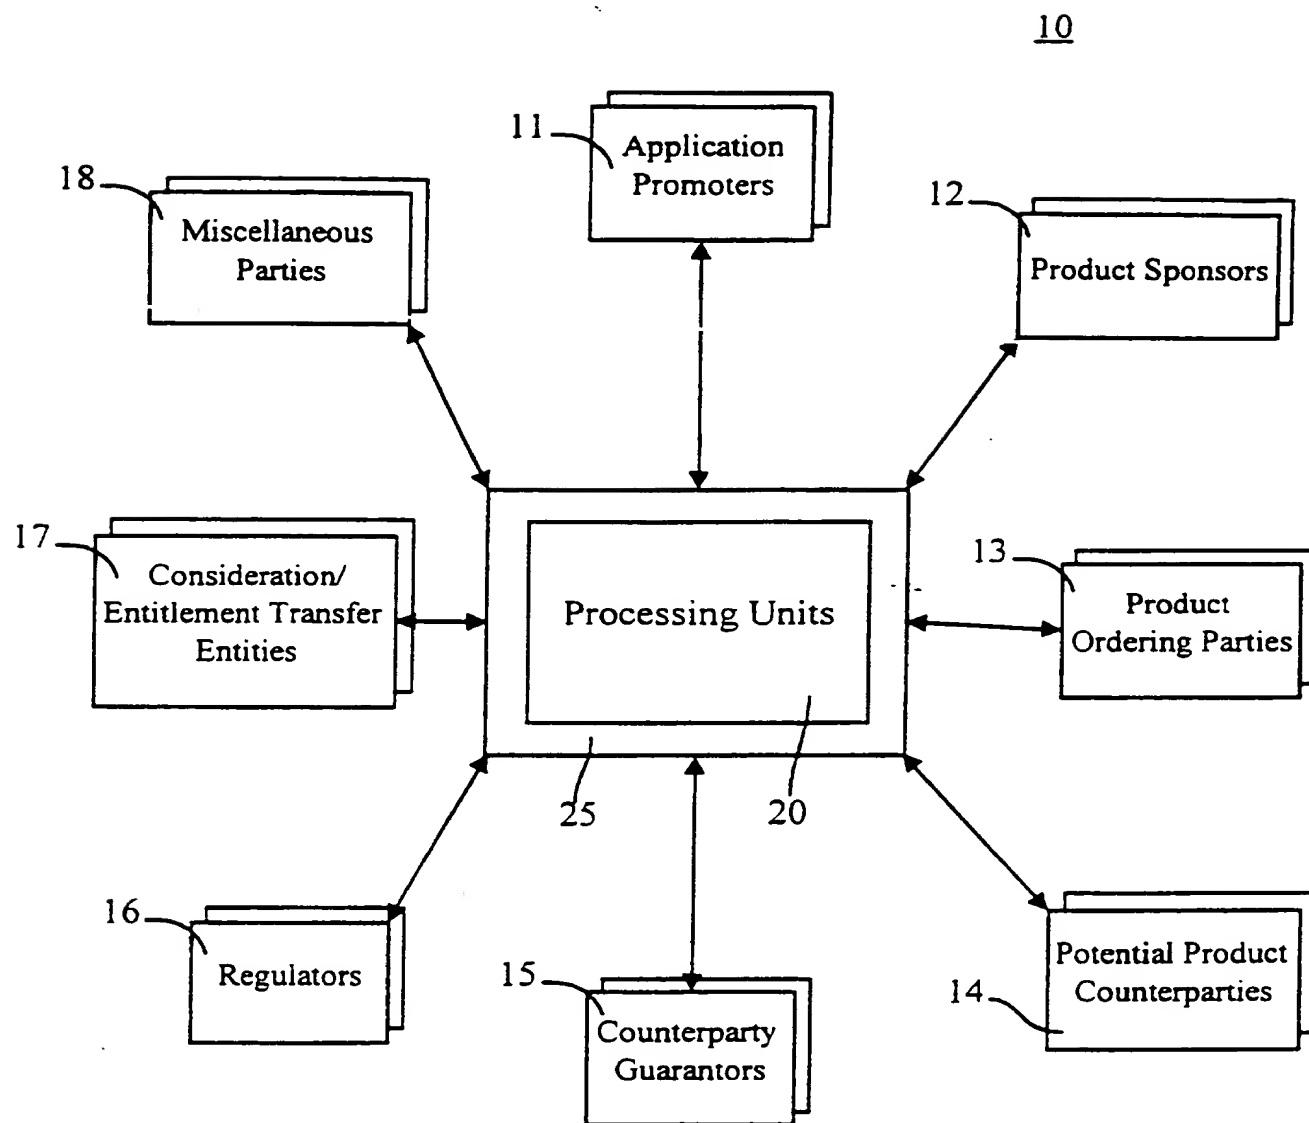 10
11
Application
Promoters
18
Miscellaneous
Parties
12
Product Sponsors
17
Consideration/
Entitlement Transfer
Entities
Processing Units
13
Product
Ordering Parties
25
20
16
Regulators
15
Counterparty
Guarantors
14
Potential Product
Counterparties